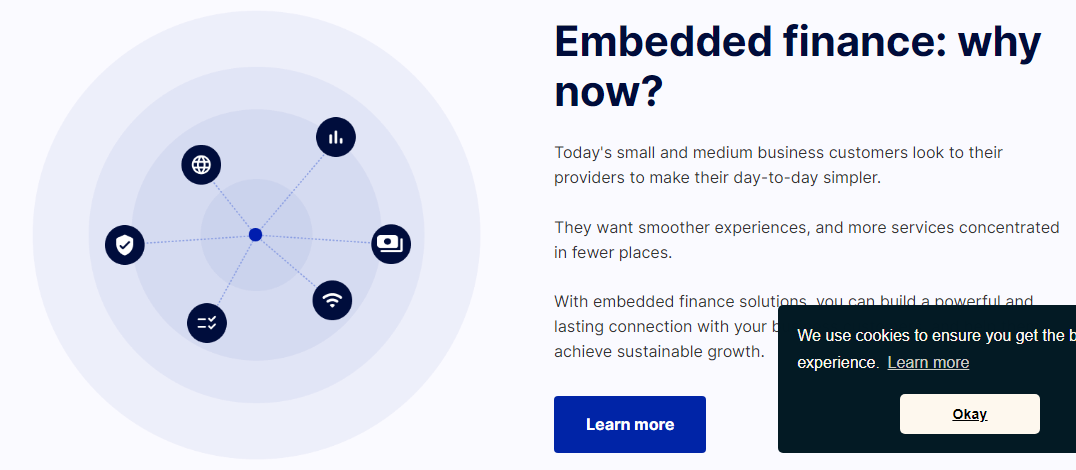 Embedded finance: why
now?
Today's small and medium business customers look to their
providers to make their day-to-day simpler.
They want smoother experiences, and more services concentrated
in fewer places.
With embedded finance solutions, you can build a powerful and
lasting connection with your
achieve sustainable growth.
Learn more
We use cookies to ensure you get the
experience. Learn more
Okay